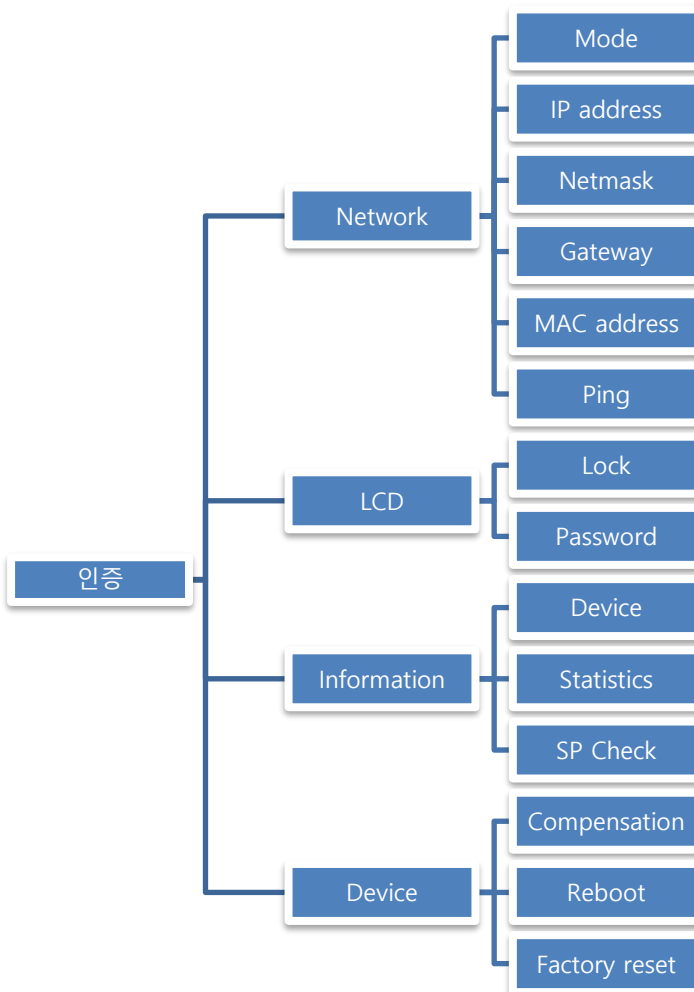 인증
Network
Mode
IP address
Netmask
Gateway
MAC address
Ping
LCD
Lock
Password
Information
Device
Statistics
SP Check
Device
Compensation
Reboot
Factory reset